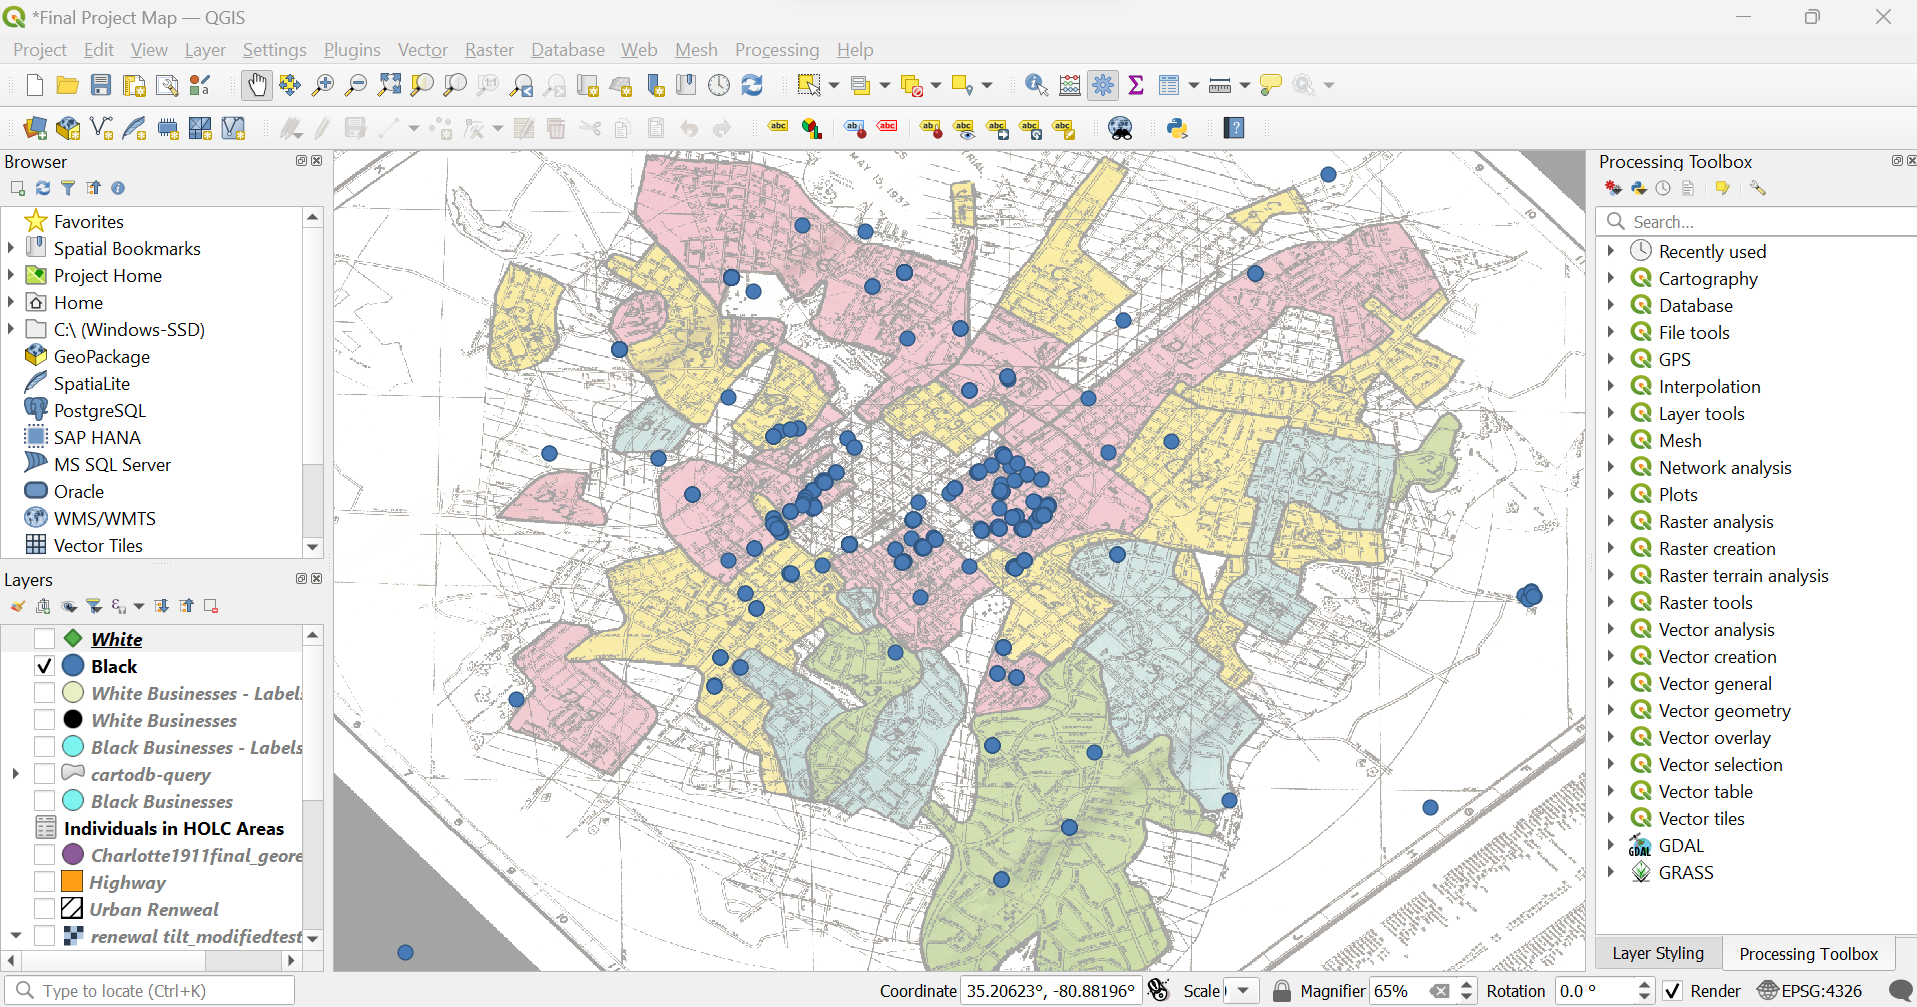 *Final Project Map — QGIS
Project Edit View Layer Settings Plugins Vector Raster Database Web Mesh Processing Help
Browser
Favorites
Spatial Bookmarks
Project Home
Home
C:\ (Windows-SSD)
GeoPackage
SpatiaLite
PostgreSQL
SAP HANA
MS SQL Server
Oracle
WMS/WMTS
Vector Tiles
Layers
White
Black
White Businesses - Label
White Businesses
Black Businesses - Labels
cartodb-query
Black Businesses
Individuals in HOLC Areas
Charlotte1911final_geore
Highway
Urban Renweal
renewal tilt_modifiedtest
MAY 15, 1937
Processing Toolbox
Search...
Recently used
Cartography
Database
File tools
GPS
Interpolation
Layer tools
Mesh
Network analysis
Plots
Raster analysis
Raster creation
Raster terrain analysis
Raster tools
Vector analysis
Vector creation
Vector general
Vector geometry
Vector overlay
Vector selection
Vector table
Vector tiles
GDAL
GRASS
Layer Styling Processing Toolbox
Type to locate (Ctrl+K)
Coordinate 35.20623°, -80.88196° Scale Magnifier 65% Rotation 0.0 ° Render EPSG:4326